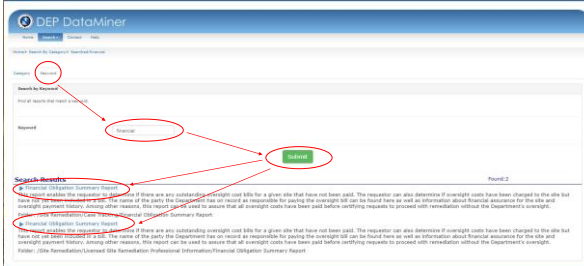 DEP DataMiner
Home Search Contact Help
Category Keyword
Search by Keyword
Find all reports that match a keyword.
Keyword
financial
Submit
Search Results
Found:2
Financial Obligation Summary Report
This report enables the requestor to determine if there are any outstanding oversight cost bills for a given site that have not been paid. The requestor can also determine if oversight costs have been charged to the site but
have not yet been included in a bill. The name of the party the Department has on record as responsible for paying the oversight bill can be found here as well as information about financial assurance for the site and
oversight payment history. Among other reasons, this report can be used to assure that all oversight costs have been paid before certifying requests to proceed with remediation without the Department's oversight.
Folder: /Site Remediation/Case Tracking/Financial Obligation Summary Report
Financial Obligation Summary Report
This report enables the requestor to determine if there are any outstanding oversight cost bills for a given site that have not been paid. The requestor can also determine if oversight costs have been charged to the site but
have not yet been included in a bill. The name of the party the Department has on record as responsible for paying the oversight bill can be found here as well as information about financial assurance for the site and
oversight payment history. Among other reasons, this report can be used to assure that all oversight costs have been paid before certifying requests to proceed with remediation without the Department's oversight.
Folder: /Site Remediation/Licensed Site Remediation Professional Information/Financial Obligation Summary Report